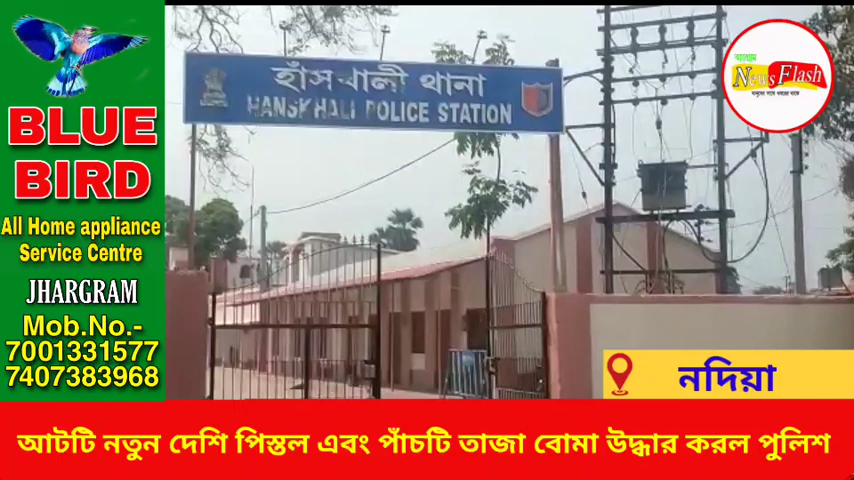 BLUE
BIRD
All Home appliance
Service Centre
JHARGRAM
Mob.No.-
7001331577
7407383968
হাঁসখালী থানা
HANSKHALI POLICE STATION
News Flash
নদিয়া
আটটি নতুন দেশি পিস্তল এবং পাঁচটি তাজা বোমা উদ্ধার করল পুলিশ